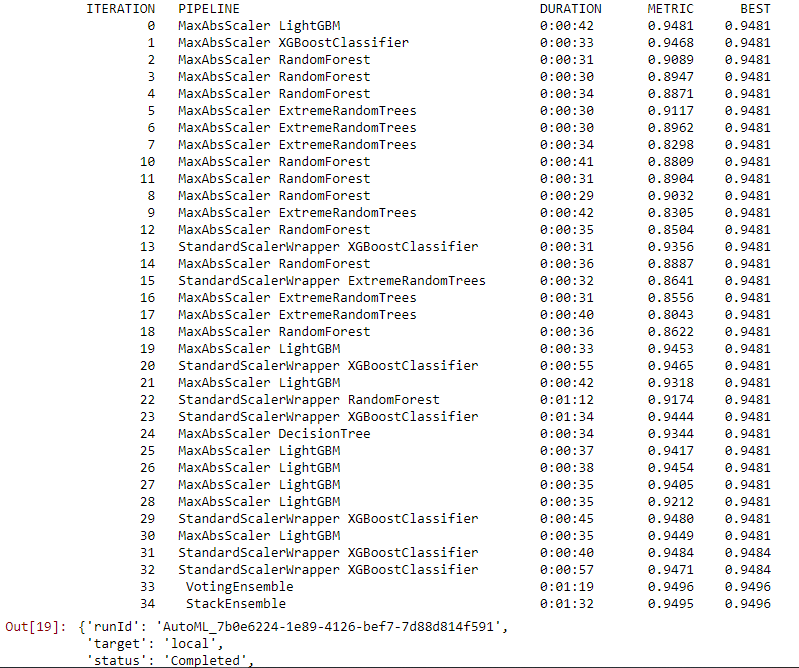 ITERATION PIPELINE DURATION METRIC BEST
0 MaxAbsScaler LightGBM 0:00:42 0.9481 0.9481
1 MaxAbsScaler XGBoostClassifier 0:00:33 0.9468 0.9481
2 MaxAbsScaler RandomForest 0:00:31 0.9089 0.9481
3 MaxAbsScaler RandomForest 0:00:30 0.8947 0.9481
4 MaxAbsScaler RandomForest 0:00:34 0.8871 0.9481
5 MaxAbsScaler ExtremeRandomTrees 0:00:30 0.9117 0.9481
6 MaxAbsScaler ExtremeRandomTrees 0:00:30 0.8962 0.9481
7 MaxAbsScaler ExtremeRandomTrees 0:00:34 0.8298 0.9481
10 MaxAbsScaler RandomForest 0:00:41 0.8809 0.9481
11 MaxAbsScaler RandomForest 0:00:31 0.8904 0.9481
8 MaxAbsScaler RandomForest 0:00:29 0.9032 0.9481
9 MaxAbsScaler ExtremeRandomTrees 0:00:42 0.8305 0.9481
12 MaxAbsScaler RandomForest 0:00:35 0.8504 0.9481
13 StandardScalerWrapper XGBoostClassifier 0:00:31 0.9356 0.9481
14 MaxAbsScaler RandomForest 0:00:36 0.8887 0.9481
15 StandardScalerWrapper ExtremeRandomTrees 0:00:32 0.8641 0.9481
16 MaxAbsScaler ExtremeRandomTrees 0:00:31 0.8556 0.9481
17 MaxAbsScaler ExtremeRandomTrees 0:00:40 0.8043 0.9481
18 MaxAbsScaler RandomForest 0:00:36 0.8622 0.9481
19 MaxAbsScaler LightGBM 0:00:33 0.9453 0.9481
20 StandardScalerWrapper XGBoostClassifier 0:00:55 0.9465 0.9481
21 MaxAbsScaler LightGBM 0:00:42 0.9318 0.9481
22 StandardScalerWrapper RandomForest 0:01:12 0.9174 0.9481
23 StandardScalerWrapper XGBoostClassifier 0:01:34 0.9444 0.9481
24 MaxAbsScaler DecisionTree 0:00:34 0.9344 0.9481
25 MaxAbsScaler LightGBM 0:00:37 0.9417 0.9481
26 MaxAbsScaler LightGBM 0:00:38 0.9454 0.9481
27 MaxAbsScaler LightGBM 0:00:35 0.9405 0.9481
28 MaxAbsScaler LightGBM 0:00:35 0.9212 0.9481
29 StandardScalerWrapper XGBoostClassifier 0:00:45 0.9480 0.9481
30 MaxAbsScaler LightGBM 0:00:35 0.9449 0.9481
31 StandardScalerWrapper XGBoostClassifier 0:00:40 0.9484 0.9484
32 StandardScalerWrapper XGBoostClassifier 0:00:57 0.9471 0.9484
33 VotingEnsemble 0:01:19 0.9496 0.9496
34 StackEnsemble 0:01:32 0.9495 0.9496
Out[19]: {'runId': 'AutoML_7b0e6224-1e89-4126-bef7-7d88d814f591',
'target': 'local',
'status': 'Completed',